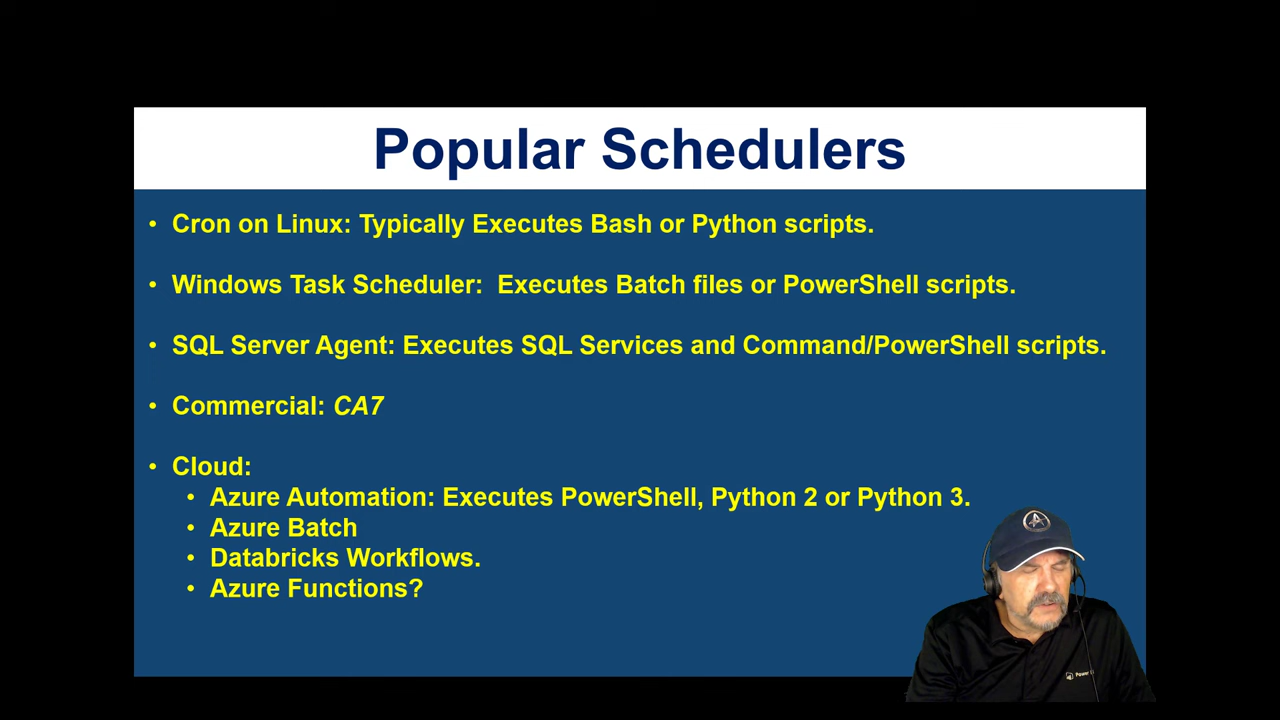 Popular Schedulers
• Cron on Linux: Typically Executes Bash or Python scripts.
• Windows Task Scheduler:  Executes Batch files or PowerShell scripts.
• SQL Server Agent: Executes SQL Services and Command/PowerShell scripts.
• Commercial: CA7
• Cloud:
• Azure Automation: Executes PowerShell, Python 2 or Python 3.
• Azure Batch
• Databricks Workflows.
• Azure Functions?
Power